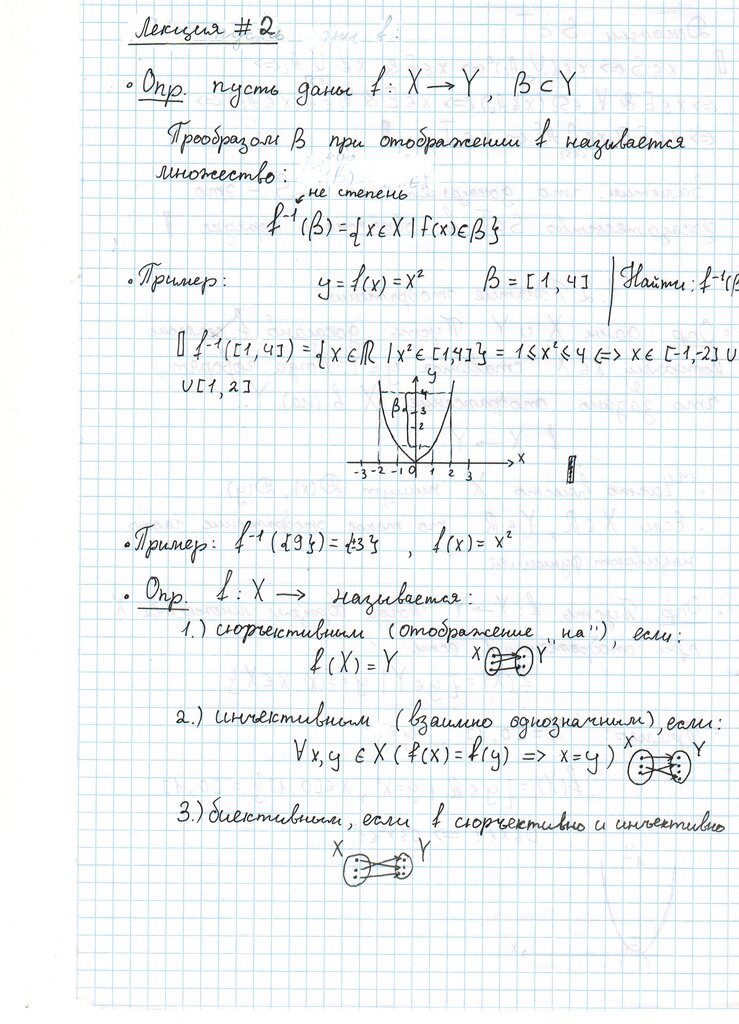 Лекция # 2
• Опр. пусть даны f: X → Y, B ⊂ Y
Прообразом B при отображении f называется
множество:
не степень
f⁻¹(B) = {x∈X | f(x)∈B}
• Пример: y = f(x) = x² B = [1, 4] | Найти: f⁻¹(B
▯ f⁻¹([1, 4]) = {x∈ℝ | x²∈[1,4]} = 1⩽x²⩽4 (=> x∈[-1,-2] ∪
∪[1, 2]
y
B
4
3
2
1
-3 -2 -1 0 1 2 3 x
• Пример: f⁻¹({9}) = {±3}, f(x) = x²
• Опр. f: X → называется:
1.) сюръективным (отображение „на"), если:
f(X) = Y X Y
2.) инъективным (взаимно однозначным), если:
∀x,y ∈ X (f(x) = f(y) => x=y) X Y
3.) биективным, если f сюръективно и инъективно
X Y